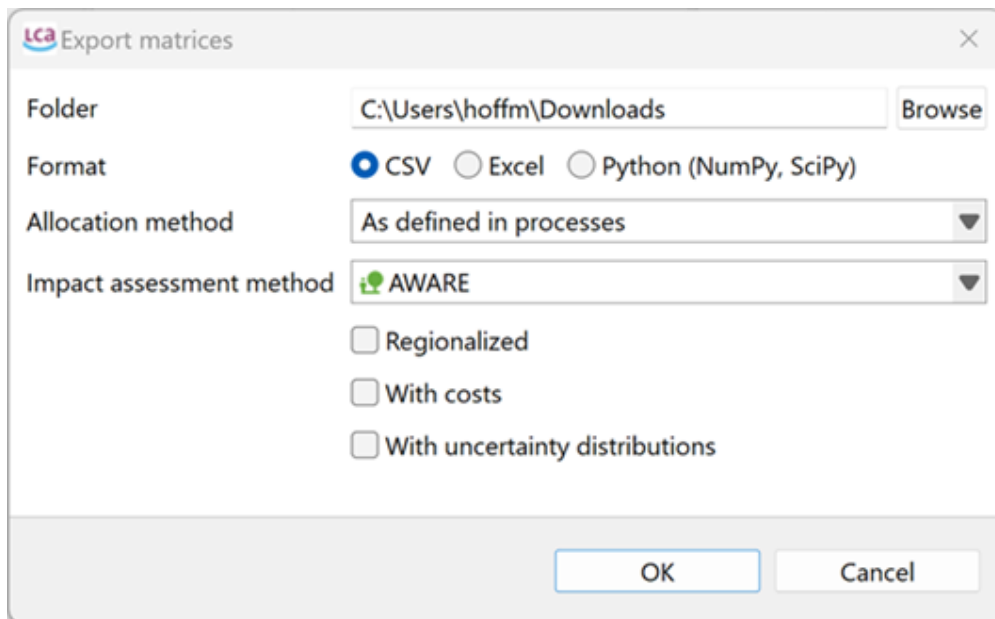 LCA Export matrices
Folder C:\Users\hoffm\Downloads Browse
Format CSV Excel Python (NumPy, SciPy)
Allocation method As defined in processes
Impact assessment method AWARE
Regionalized
With costs
With uncertainty distributions
OK Cancel